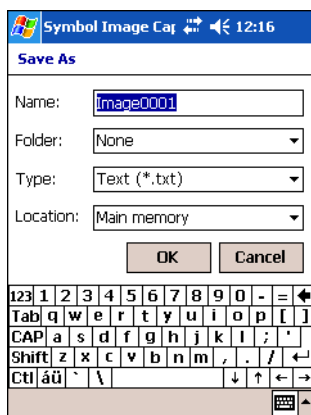 Symbol Image Cap 12:16
Save As
Name: Image0001
Folder: None
Type: Text (*.txt)
Location: Main memory
OK Cancel
123 1 2 3 4 5 6 7 8 9 0 - =
Tab q w e r t y u i o p [ ]
CAP a s d f g h j k l ; '
Shift z x c v b n m , . /
Ctl áü ` \